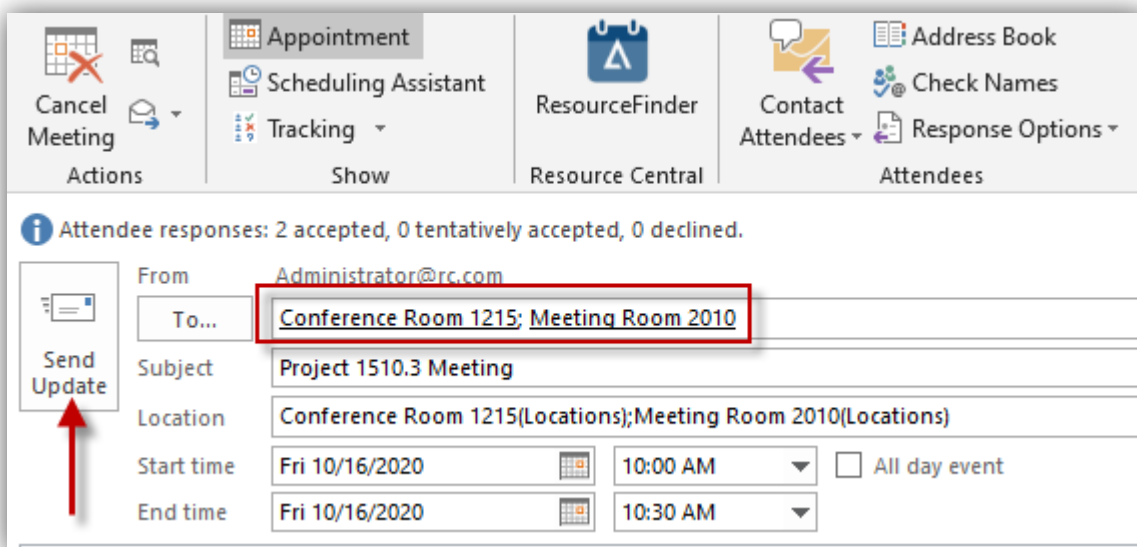 Appointment
Scheduling Assistant
Tracking
Cancel Meeting
ResourceFinder
Contact Attendees
Address Book
Check Names
Response Options
Actions
Show
Resource Central
Attendees
Attendee responses: 2 accepted, 0 tentatively accepted, 0 declined.
Send Update
From Administrator@rc.com
To... Conference Room 1215; Meeting Room 2010
Subject Project 1510.3 Meeting
Location Conference Room 1215(Locations);Meeting Room 2010(Locations)
Start time Fri 10/16/2020 10:00 AM All day event
End time Fri 10/16/2020 10:30 AM